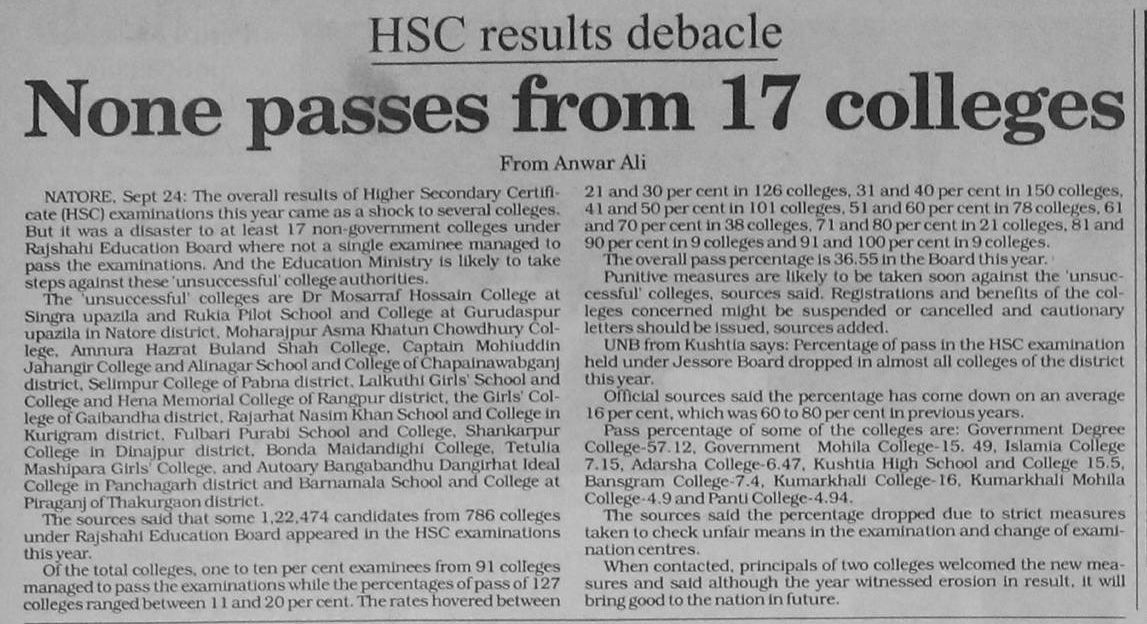 HSC results debacle
None passes from 17 colleges
From Anwar Ali
NATORE, Sept 24: The overall results of Higher Secondary Certifi-
cate (HSC) examinations this year came as a shock to several colleges.
But it was a disaster to at least 17 non-government colleges under
Rajshahi Education Board where not a single examinee managed to
pass the examinations. And the Education Ministry is likely to take
steps against these 'unsuccessful' college authorities.
The 'unsuccessful' colleges are Dr Mosarraf Hossain College at
Singra upazila and Rukia Pilot School and College at Gurudaspur
upazila in Natore district, Moharajpur Asma Khatun Chowdhury Col-
lege, Amnura Hazrat Buland Shah College, Captain Mohiuddin
Jahangir College and Alinagar School and College of Chapainawabganj
district, Selimpur College of Pabna district, Lalkuthi Girls' School and
College and Hena Memorial College of Rangpur district, the Girls' Col-
lege of Gaibandha district, Rajarhat Nasim Khan School and College in
Kurigram district, Fulbari Purabi School and College, Shankarpur
College in Dinajpur district, Bonda Maidandighi College, Tetulia
Mashipara Girls' College, and Autoary Bangabandhu Dangirhat Ideal
College in Panchagarh district and Barnamala School and College at
Piraganj of Thakurgaon district.
The sources said that some 1,22,474 candidates from 786 colleges
under Rajshahi Education Board appeared in the HSC examinations
this year.
Of the total colleges, one to ten per cent examinees from 91 colleges
managed to pass the examinations while the percentages of pass of 127
colleges ranged between 11 and 20 per cent. The rates hovered between
21 and 30 per cent in 126 colleges, 31 and 40 per cent in 150 colleges,
41 and 50 per cent in 101 colleges, 51 and 60 per cent in 78 colleges, 61
and 70 per cent in 38 colleges, 71 and 80 per cent in 21 colleges, 81 and
90 per cent in 9 colleges and 91 and 100 per cent in 9 colleges.
The overall pass percentage is 36.55 in the Board this year.
Punitive measures are likely to be taken soon against the 'unsuc-
cessful' colleges, sources said. Registrations and benefits of the col-
leges concerned might be suspended or cancelled and cautionary
letters should be issued, sources added.
UNB from Kushtia says: Percentage of pass in the HSC examination
held under Jessore Board dropped in almost all colleges of the district
this year.
Official sources said the percentage has come down on an average
16 per cent, which was 60 to 80 per cent in previous years.
Pass percentage of some of the colleges are: Government Degree
College-57.12, Government Mohila College-15. 49, Islamia College
7.15, Adarsha College-6.47, Kushtia High School and College 15.5,
Bansgram College-7.4, Kumarkhali College-16, Kumarkhali Mohila
College-4.9 and Panti College-4.94.
The sources said the percentage dropped due to strict measures
taken to check unfair means in the examination and change of exami-
nation centres.
When contacted, principals of two colleges welcomed the new mea-
sures and said although the year witnessed erosion in result, it will
bring good to the nation in future.